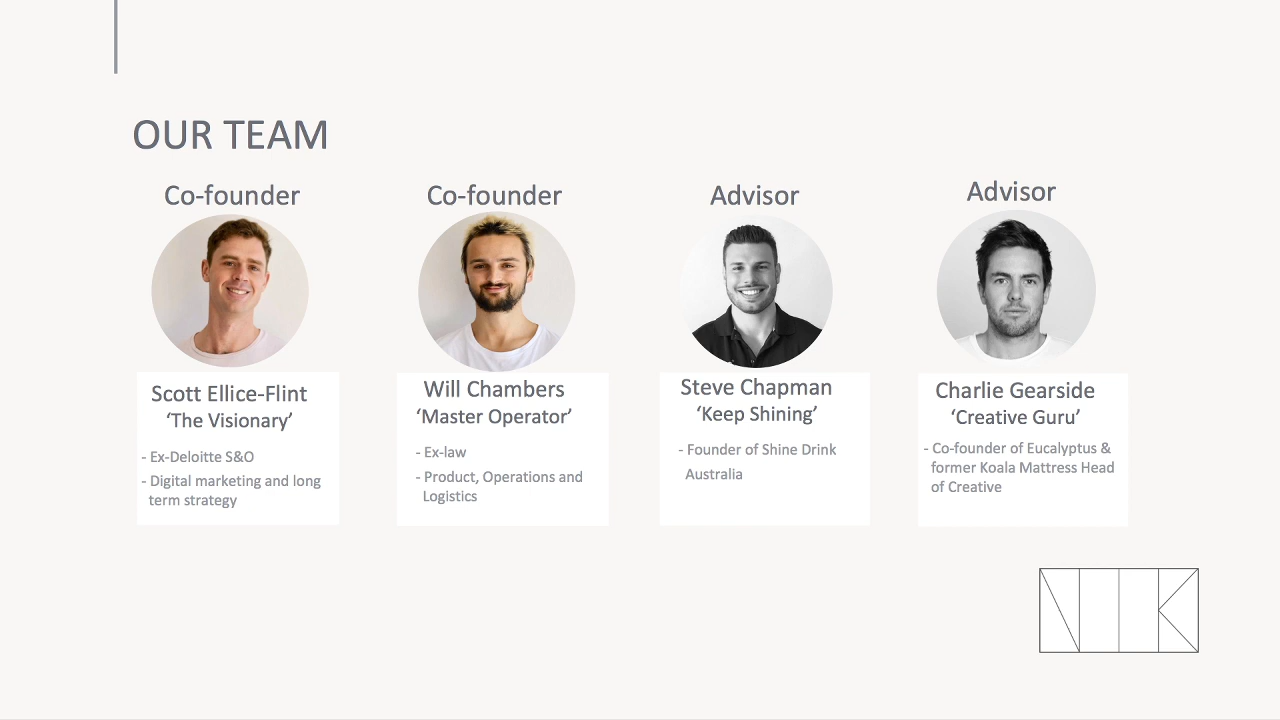 OUR TEAM
Co-founder
Scott Ellice-Flint
‘The Visionary’
- Ex-Deloitte S&O
- Digital marketing and long
term strategy
Co-founder
Will Chambers
‘Master Operator’
- Ex-law
- Product, Operations and
Logistics
Advisor
Steve Chapman
‘Keep Shining’
- Founder of Shine Drink
Australia
Advisor
Charlie Gearside
‘Creative Guru’
- Co-founder of Eucalyptus &
former Koala Mattress Head
of Creative